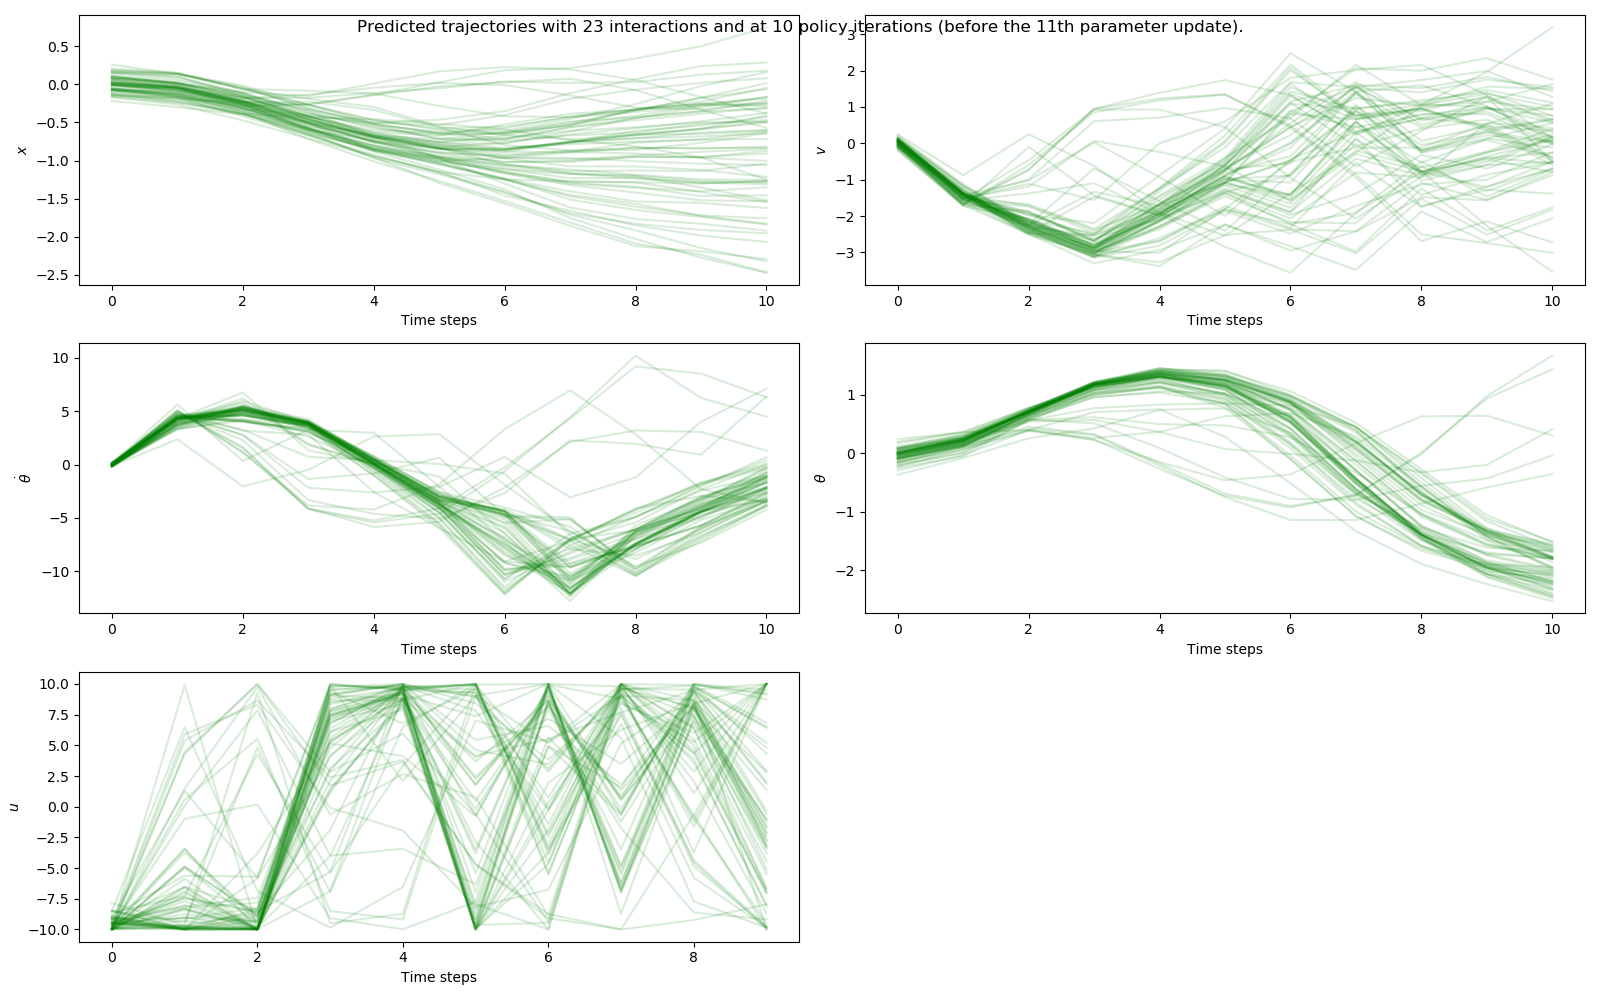 Predicted trajectories with 23 interactions and at 10 policy iterations (before the 11th parameter update).
0.5
0.0
−0.5
−1.0
−1.5
−2.0
−2.5
x
0 2 4 6 8 10
Time steps
3
2
1
0
−1
−2
−3
v
0 2 4 6 8 10
Time steps
10
5
0
−5
−10
θ̇
0 2 4 6 8 10
Time steps
1
0
−1
−2
θ
0 2 4 6 8 10
Time steps
10.0
7.5
5.0
2.5
0.0
−2.5
−5.0
−7.5
−10.0
u
0 2 4 6 8
Time steps